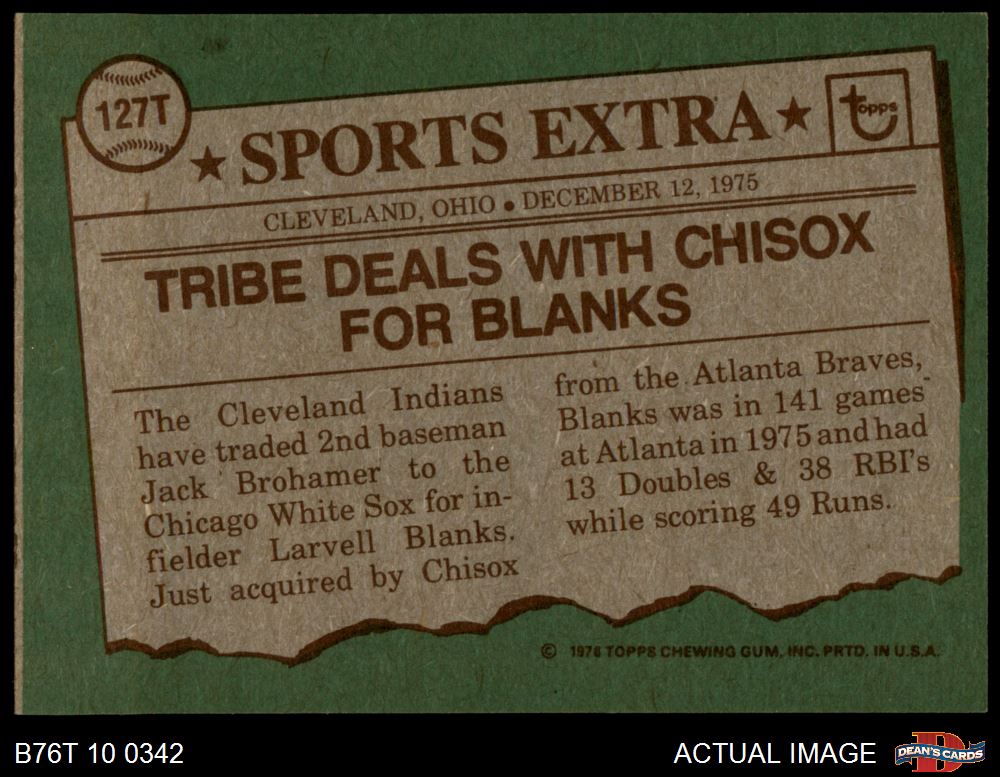 127T
★ SPORTS EXTRA ★
topps
CLEVELAND, OHIO • DECEMBER 12, 1975
TRIBE DEALS WITH CHISOX
FOR BLANKS
The Cleveland Indians
have traded 2nd baseman
Jack Brohamer to the
Chicago White Sox for in-
fielder Larvell Blanks.
Just acquired by Chisox
from the Atlanta Braves,
Blanks was in 141 games
at Atlanta in 1975 and had
13 Doubles & 38 RBI's
while scoring 49 Runs.
© 1976 TOPPS CHEWING GUM, INC. PRTD. IN U.S.A.
B76T 10 0342
ACTUAL IMAGE
D
DEAN'S CARDS